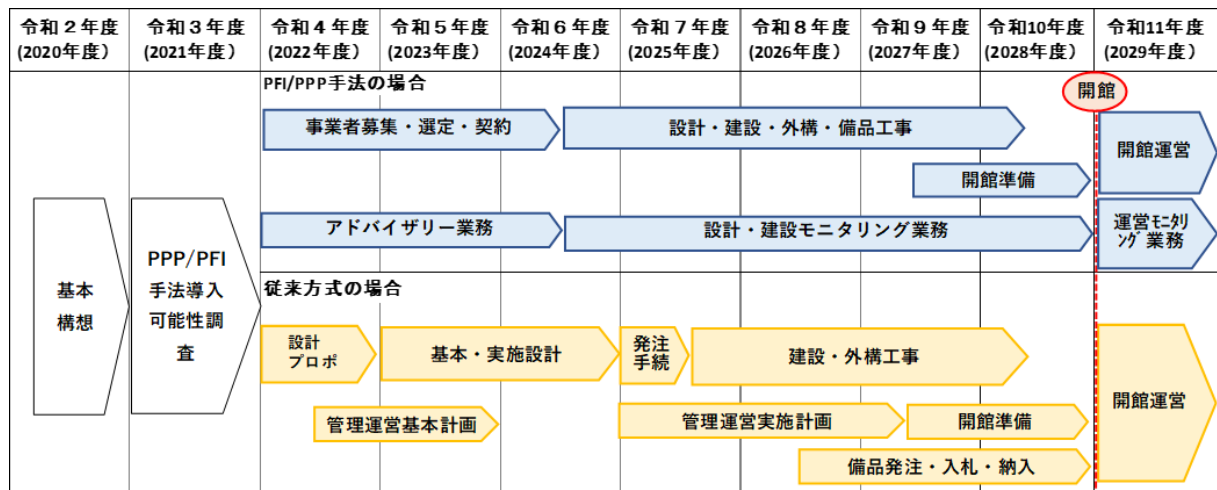 令和２年度 令和３年度 令和４年度 令和５年度 令和６年度 令和７年度 令和８年度 令和９年度 令和10年度 令和11年度
(2020年度) (2021年度) (2022年度) (2023年度) (2024年度) (2025年度) (2026年度) (2027年度) (2028年度) (2029年度)
PFI/PPP手法の場合
開館
事業者募集・選定・契約
設計・建設・外構・備品工事
開館運営
開館準備
アドバイザリー業務
設計・建設モニタリング業務
運営ﾓﾆﾀﾘ
ﾝｸﾞ業務
基本
構想
PPP/PFI
手法導入
可能性調
査
従来方式の場合
設計
プロポ
基本・実施設計
発注
手続
建設・外構工事
開館運営
管理運営基本計画
管理運営実施計画
開館準備
備品発注・入札・納入